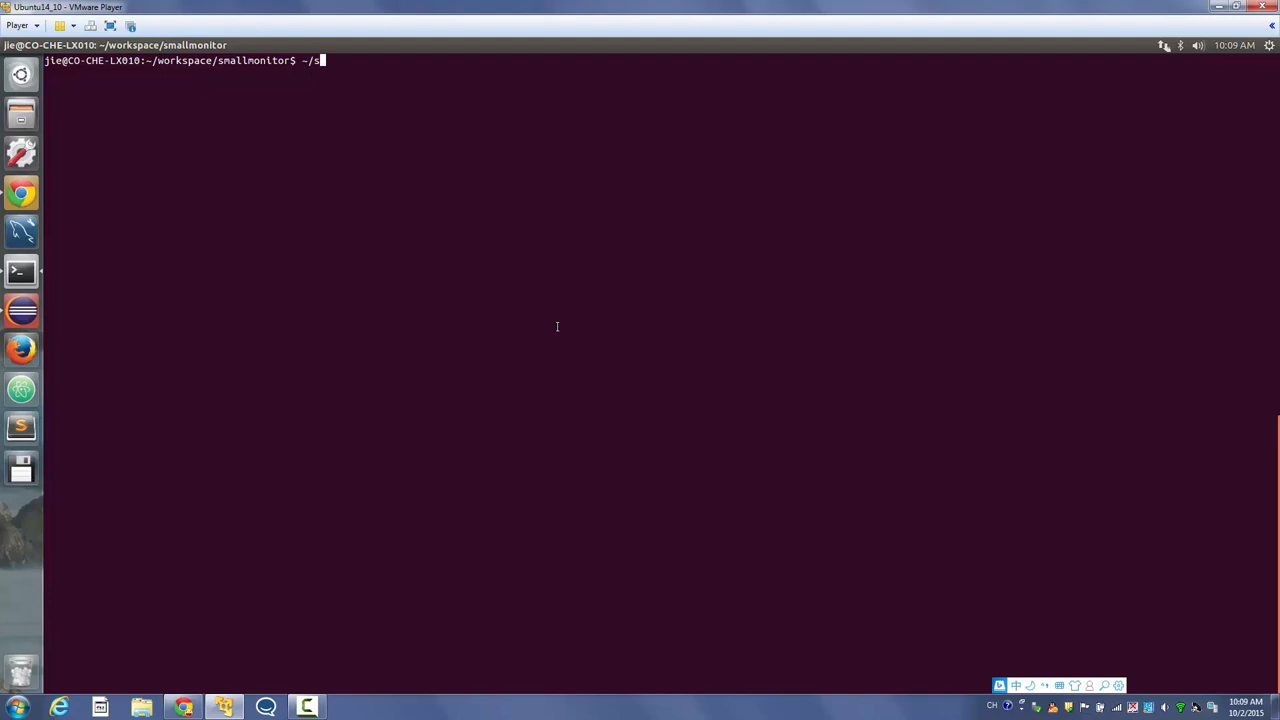 Ubuntu14_10 - VMware Player
Player
jie@CO-CHE-LX010: ~/workspace/smallmonitor
10:09 AM
jie@CO-CHE-LX010:~/workspace/smallmonitor$ ~/s
中
CH
10:09 AM
10/2/2015